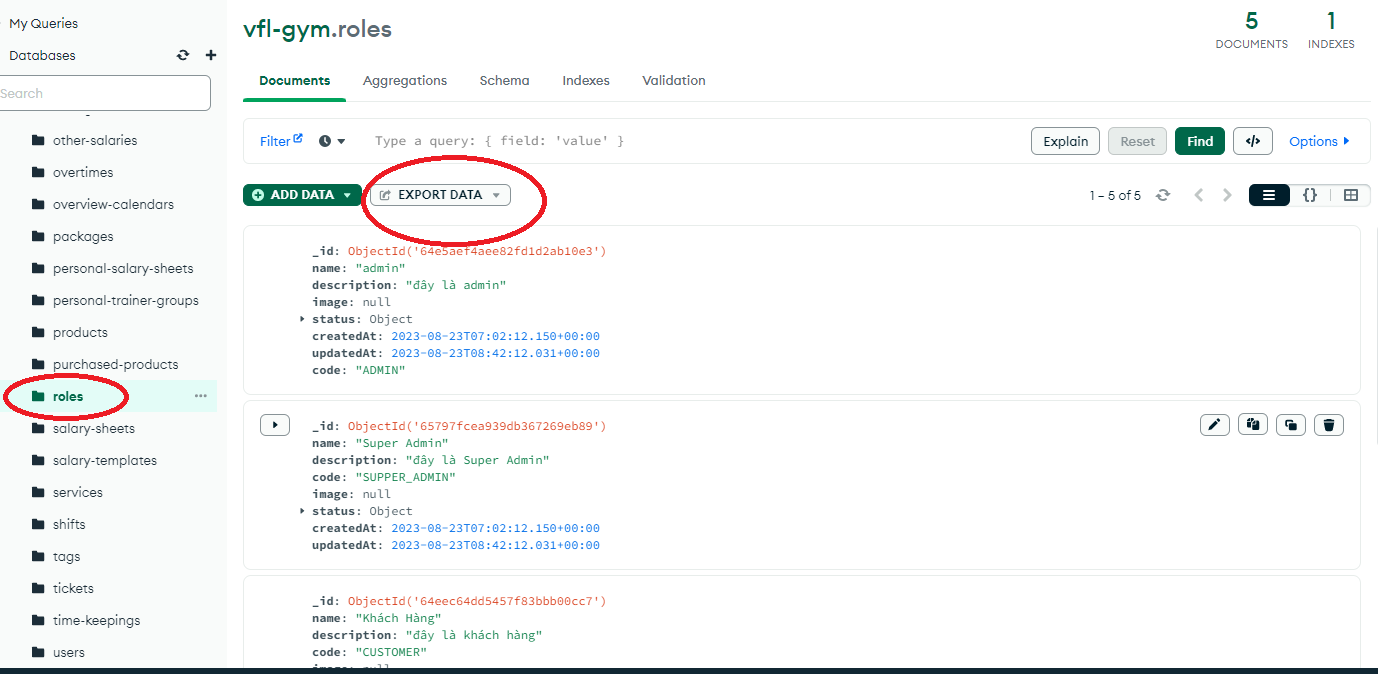 My Queries
Databases
Search
other-salaries
overtimes
overview-calendars
packages
personal-salary-sheets
personal-trainer-groups
products
purchased-products
roles
salary-sheets
salary-templates
services
shifts
tags
tickets
time-keepings
users
vfl-gym.roles
5
DOCUMENTS
1
INDEXES
Documents Aggregations Schema Indexes Validation
Filter Type a query: { field: 'value' } Explain Reset Find </> Options
ADD DATA EXPORT DATA 1 – 5 of 5 {}
_id: ObjectId('64e5aef4aee82fd1d2ab10e3')
name: "admin"
description: "đây là admin"
image: null
status: Object
createdAt: 2023-08-23T07:02:12.150+00:00
updatedAt: 2023-08-23T08:42:12.031+00:00
code: "ADMIN"
_id: ObjectId('65797fcea939db367269eb89')
name: "Super Admin"
description: "đây là Super Admin"
code: "SUPPER_ADMIN"
image: null
status: Object
createdAt: 2023-08-23T07:02:12.150+00:00
updatedAt: 2023-08-23T08:42:12.031+00:00
_id: ObjectId('64eec64dd5457f83bbb00cc7')
name: "Khách Hàng"
description: "đây là khách hàng"
code: "CUSTOMER"
image: null